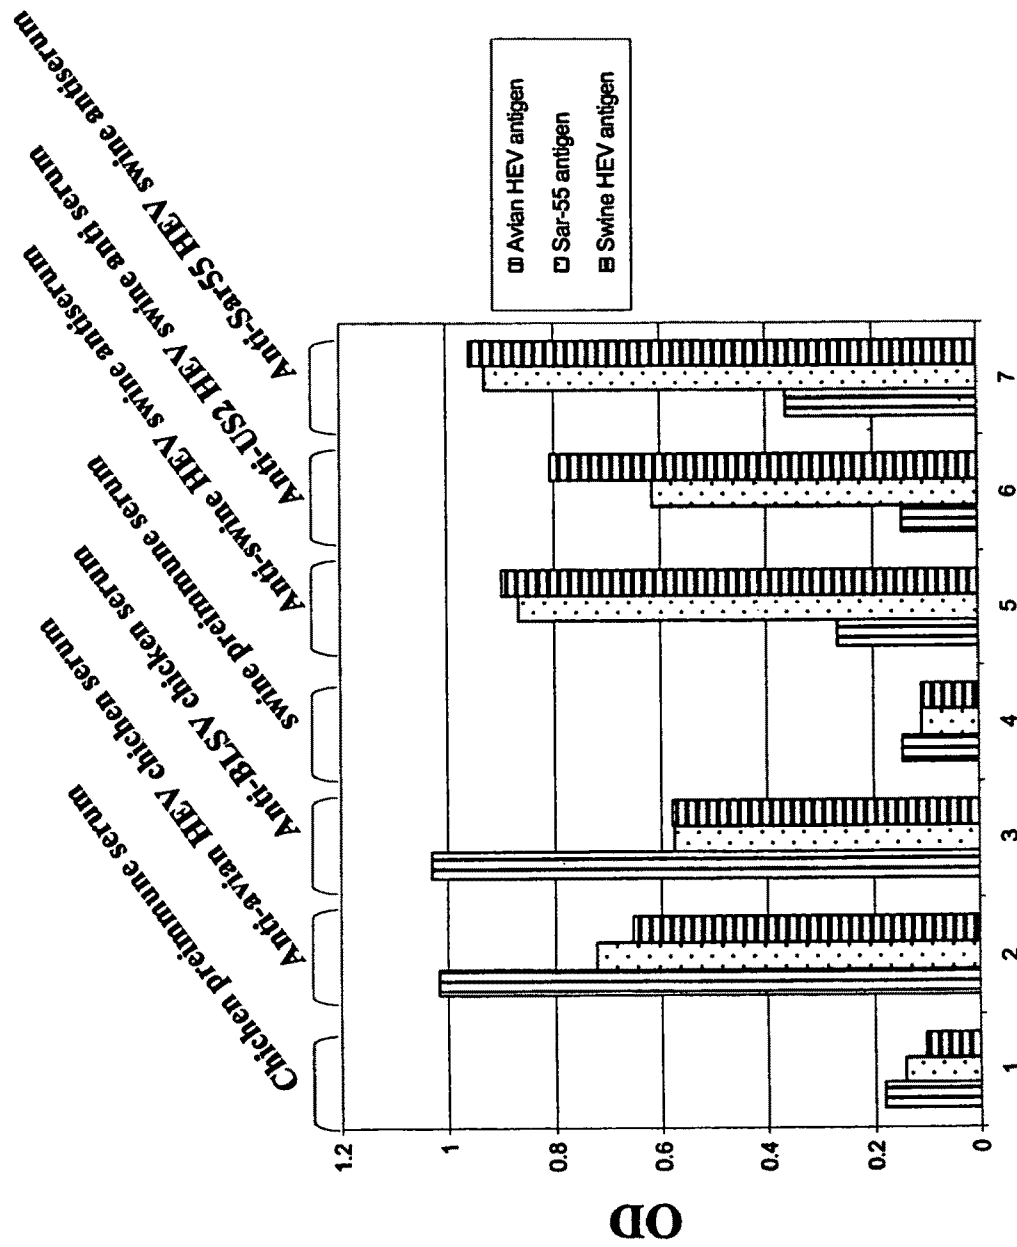 Chichen preimmune serum
Anti-avian HEV chicken serum
Anti-BLSV chicken serum
swine preimmune serum
Anti-swine HEV swine antiserum
Anti-US2 HEV swine anti serum
Anti-Sar55 HEV swine antiserum
OD
1.2
1
0.8
0.6
0.4
0.2
0
1
2
3
4
5
6
7
Avian HEV antigen
Sar-55 antigen
Swine HEV antigen